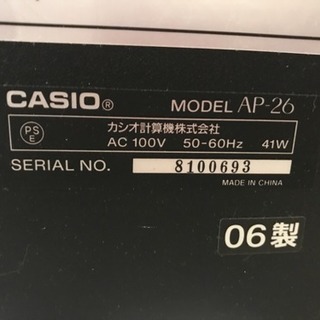 CASIO® MODEL AP-26
PS E カシオ計算機株式会社
AC 100V 50-60Hz 41W
SERIAL NO. 8100693
MADE IN CHINA
06製